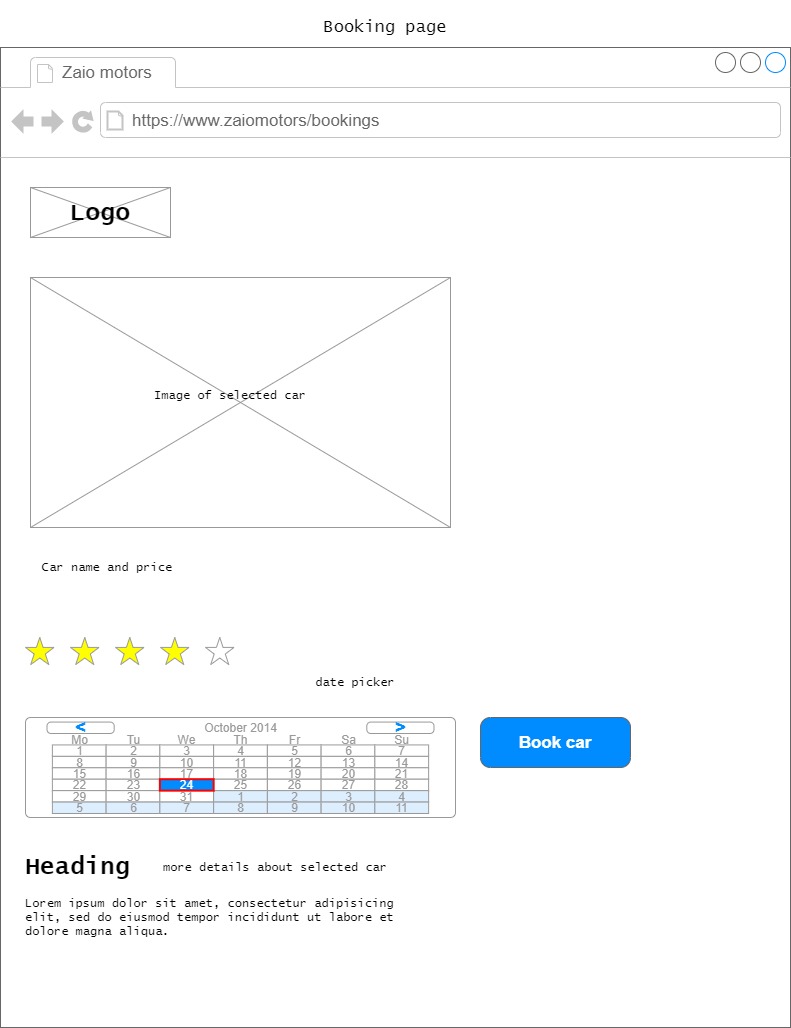 Booking page
Zaio motors
https://www.zaiomotors/bookings
Logo
Image of selected car
Car name and price
date picker
< October 2014 >
Mo Tu We Th Fr Sa Su
1 2 3 4 5 6 7
8 9 10 11 12 13 14
15 16 17 18 19 20 21
22 23 24 25 26 27 28
29 30 31 1 2 3 4
5 6 7 8 9 10 11
Book car
Heading more details about selected car
Lorem ipsum dolor sit amet, consectetur adipisicing
elit, sed do eiusmod tempor incididunt ut labore et
dolore magna aliqua.